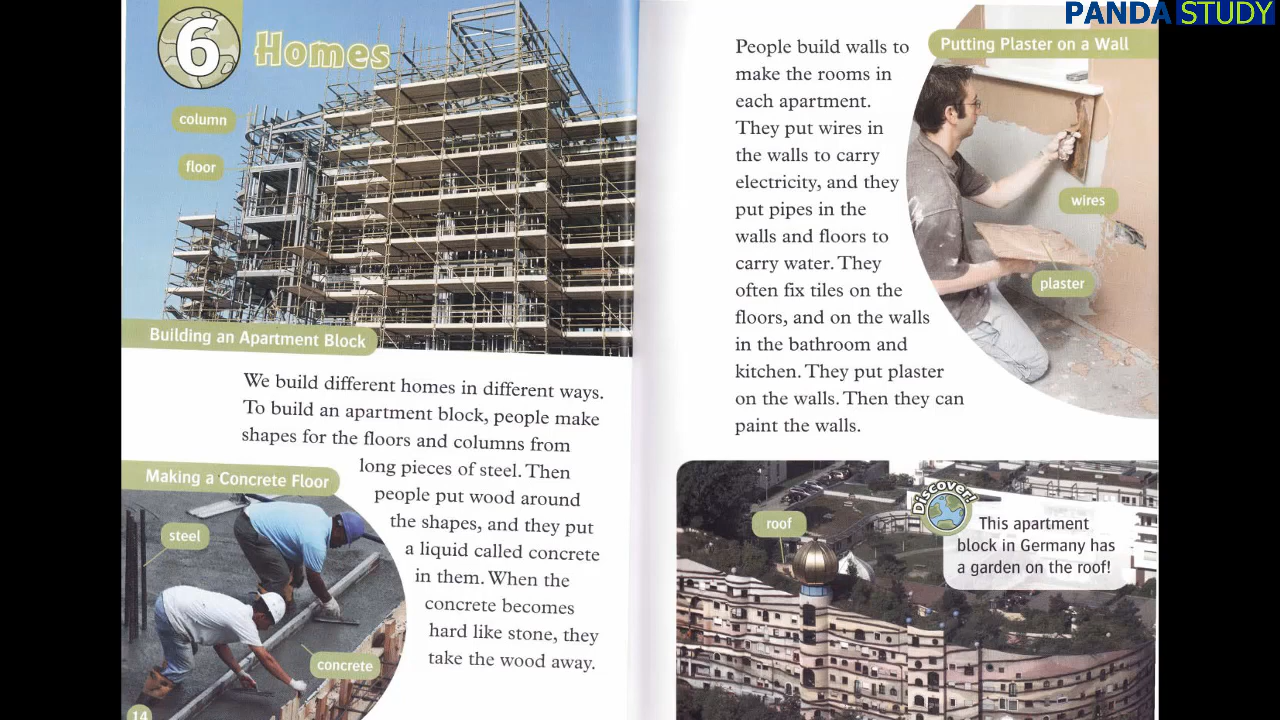 PANDA STUDY
6
Homes
column
floor
Building an Apartment Block
We build different homes in different ways.
To build an apartment block, people make
shapes for the floors and columns from
long pieces of steel. Then
people put wood around
the shapes, and they put
a liquid called concrete
in them. When the
concrete becomes
hard like stone, they
take the wood away.
Making a Concrete Floor
steel
concrete
14
People build walls to
make the rooms in
each apartment.
They put wires in
the walls to carry
electricity, and they
put pipes in the
walls and floors to
carry water. They
often fix tiles on the
floors, and on the walls
in the bathroom and
kitchen. They put plaster
on the walls. Then they can
paint the walls.
Putting Plaster on a Wall
wires
plaster
roof
Discover!
This apartment
block in Germany has
a garden on the roof!